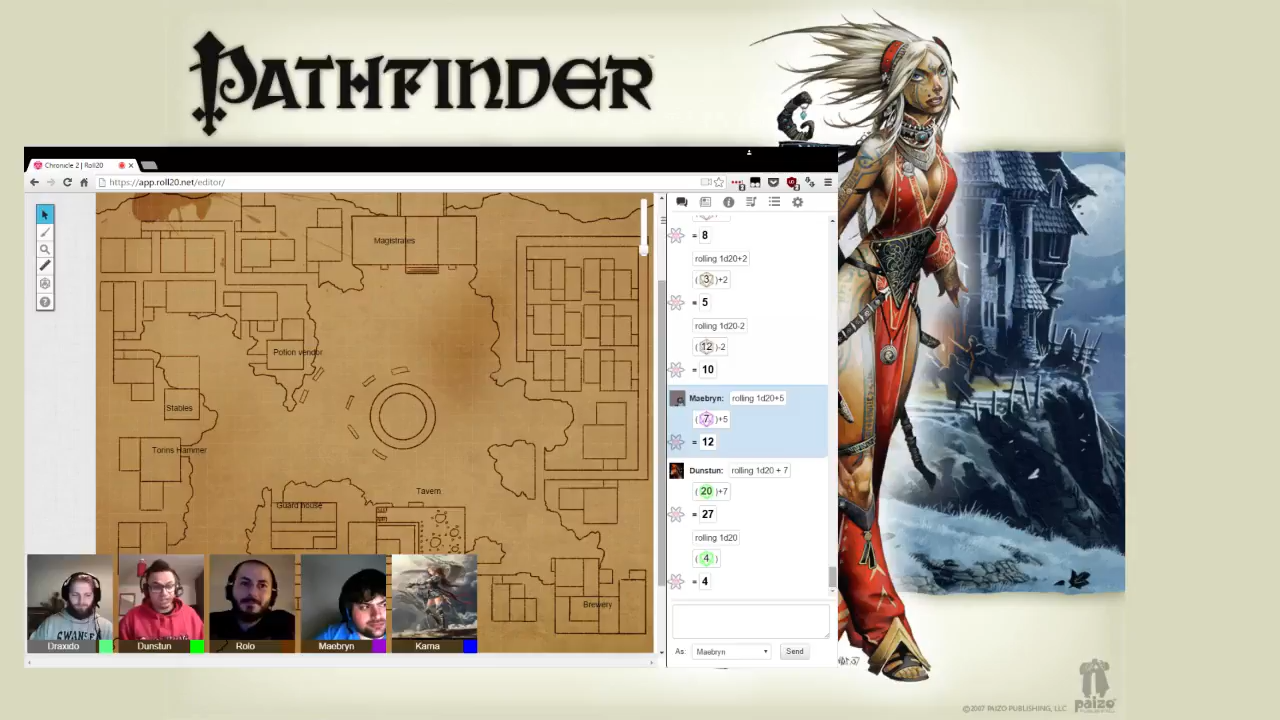 PATHFINDER
Chronicle 2 | Roll20
https://app.roll20.net/editor/
Magistrates
Potion vendor
Stables
Torins Hammer
Tavern
Guard house
Brewery
= 8
rolling 1d20+2
(3)+2
= 5
rolling 1d20-2
(12)-2
= 10
Maebryn: rolling 1d20+5
(7)+5
= 12
Dunstun: rolling 1d20 + 7
(20)+7
= 27
rolling 1d20
(4)
= 4
As: Maebryn Send
SWANSE
Draxido
Dunstun
Rolo
Maebryn
Karna
©2007 PAIZO PUBLISHING, LLC
paizo